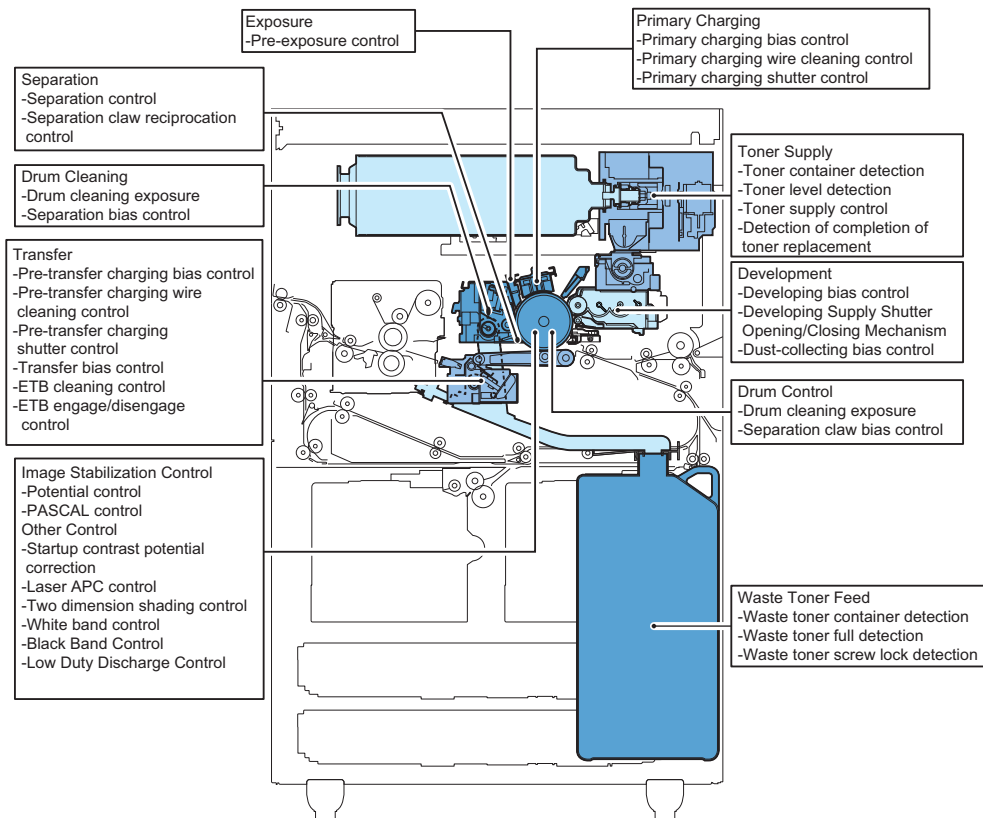 Exposure
-Pre-exposure control
Primary Charging
-Primary charging bias control
-Primary charging wire cleaning control
-Primary charging shutter control
Separation
-Separation control
-Separation claw reciprocation
control
Drum Cleaning
-Drum cleaning exposure
-Separation bias control
Transfer
-Pre-transfer charging bias control
-Pre-transfer charging wire
cleaning control
-Pre-transfer charging
shutter control
-Transfer bias control
-ETB cleaning control
-ETB engage/disengage
control
Image Stabilization Control
-Potential control
-PASCAL control
Other Control
-Startup contrast potential
correction
-Laser APC control
-Two dimension shading control
-White band control
-Black Band Control
-Low Duty Discharge Control
Toner Supply
-Toner container detection
-Toner level detection
-Toner supply control
-Detection of completion of
toner replacement
Development
-Developing bias control
-Developing Supply Shutter
Opening/Closing Mechanism
-Dust-collecting bias control
Drum Control
-Drum cleaning exposure
-Separation claw bias control
Waste Toner Feed
-Waste toner container detection
-Waste toner full detection
-Waste toner screw lock detection